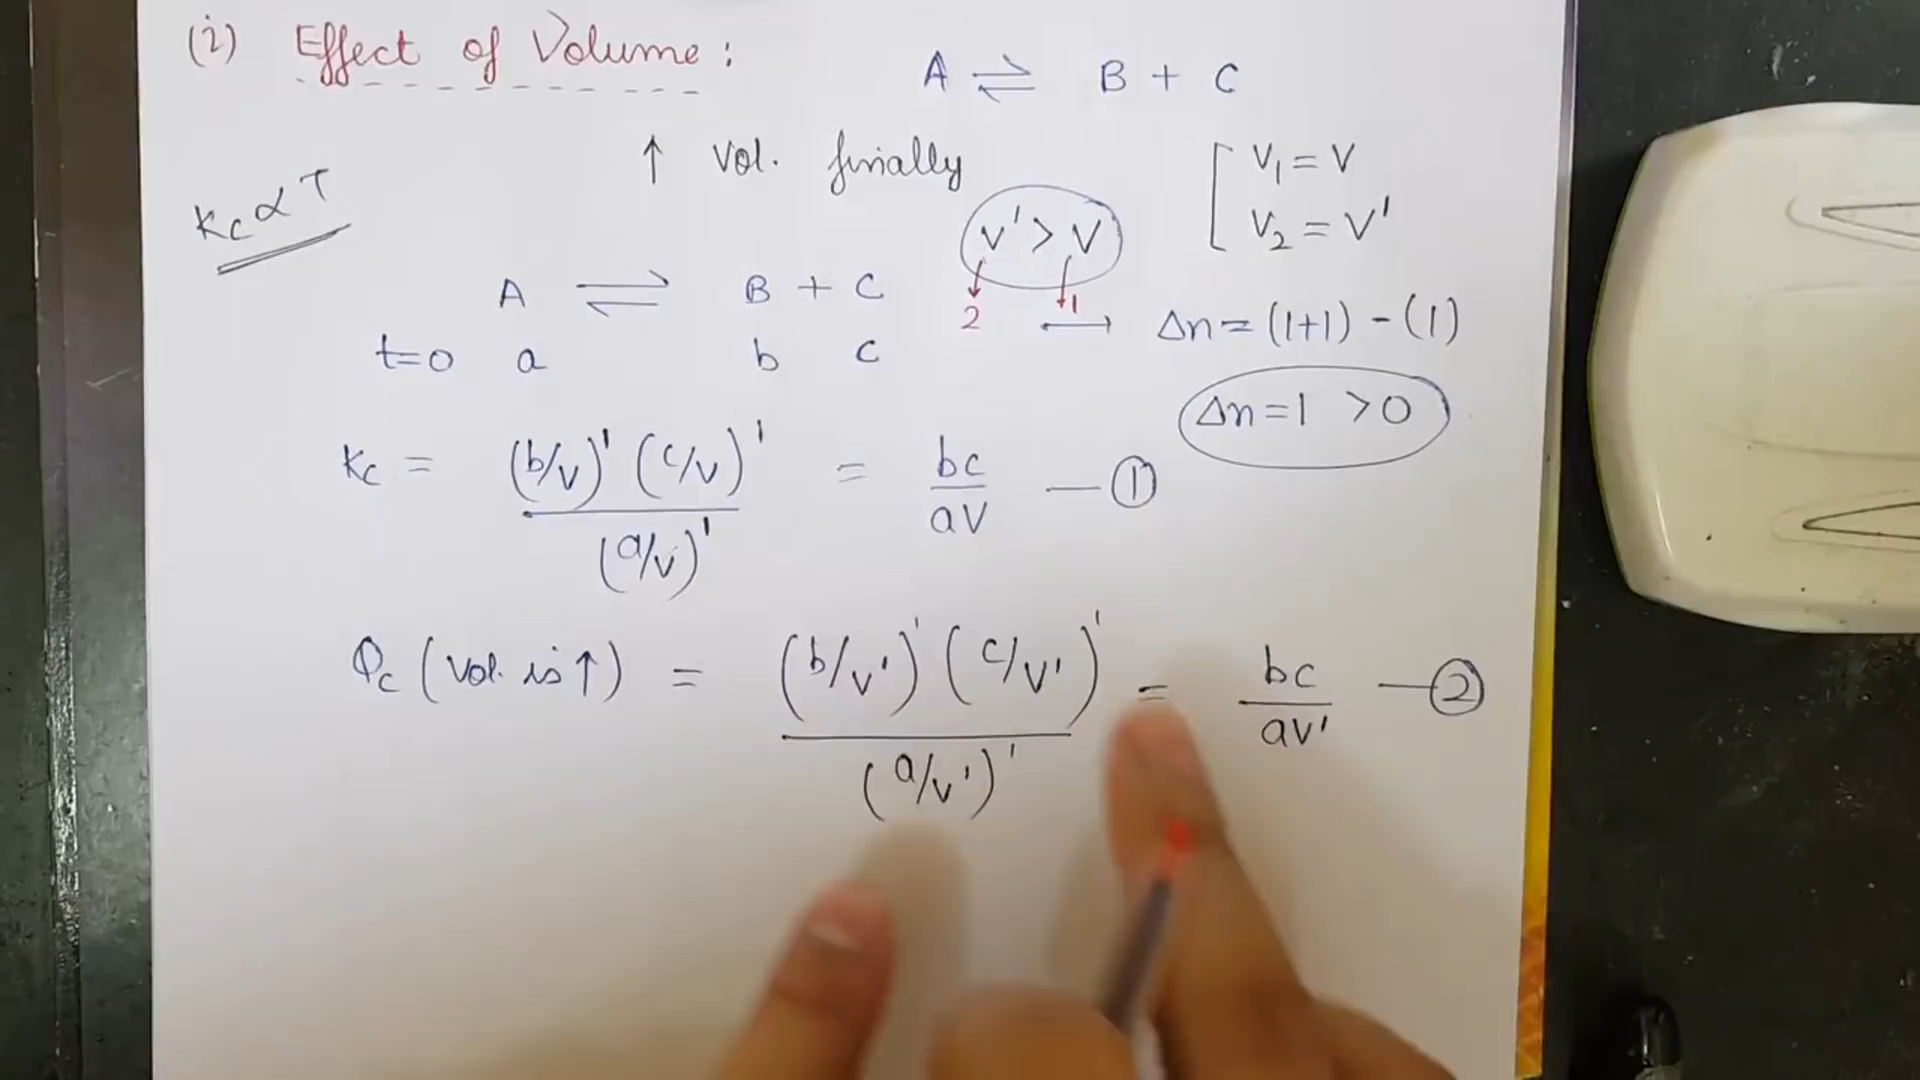 (i) Effect of Volume :
A ⇌ B + C
↑ Vol. finally
V₁ = V
V₂ = V'
Kc α T
V' > V
2 1
A ⇌ B + C
t=0 a b c
⟷ Δn = (1+1) - (1)
Δn = 1 > 0
Kc = (b/V)¹ (c/V)¹ / (a/V)¹ = bc / aV — ①
Qc (Vol. is ↑) = (b/V')¹ (c/V')¹ / (a/V')¹ = bc / aV' — ②